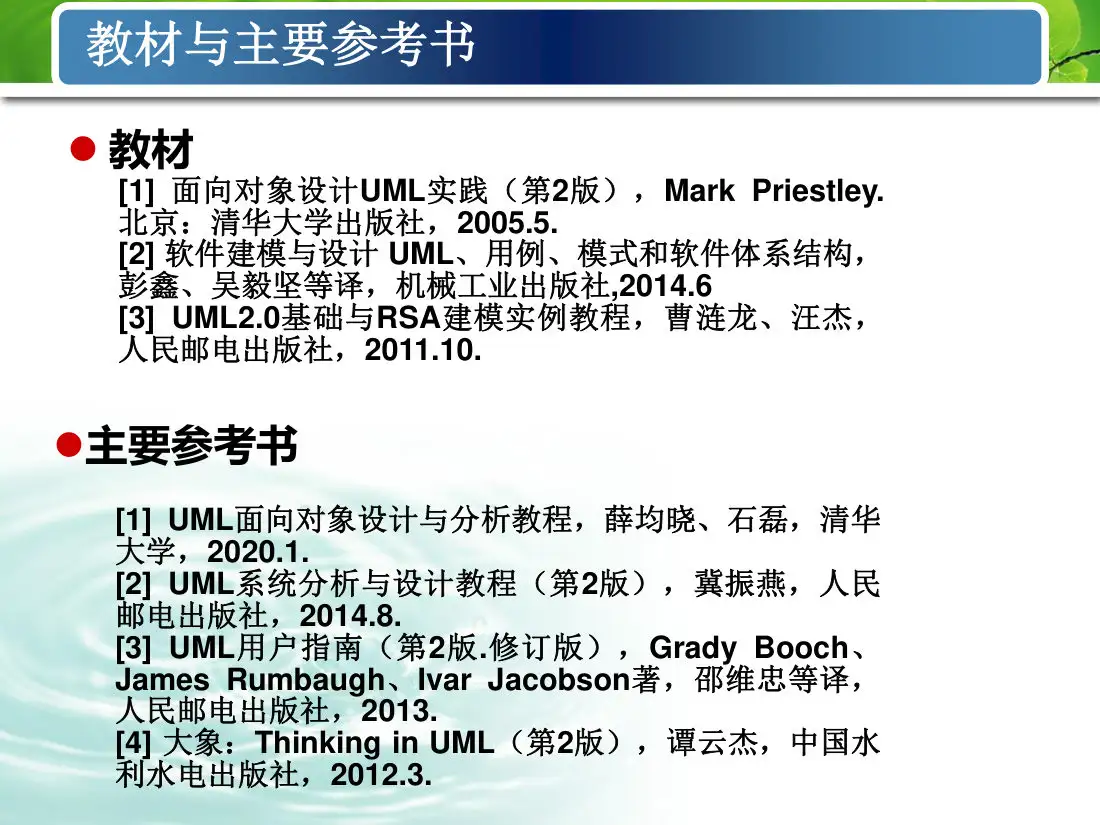 教材与主要参考书
教材
[1] 面向对象设计UML实践（第2版），Mark Priestley.
北京：清华大学出版社，2005.5.
[2] 软件建模与设计 UML、用例、模式和软件体系结构，
彭鑫、吴毅坚等译，机械工业出版社,2014.6
[3] UML2.0基础与RSA建模实例教程，曹涟龙、汪杰，
人民邮电出版社，2011.10.
主要参考书
[1] UML面向对象设计与分析教程，薛均晓、石磊，清华
大学，2020.1.
[2] UML系统分析与设计教程（第2版），冀振燕，人民
邮电出版社，2014.8.
[3] UML用户指南（第2版.修订版），Grady Booch、
James Rumbaugh、Ivar Jacobson著，邵维忠等译，
人民邮电出版社，2013.
[4] 大象：Thinking in UML（第2版），谭云杰，中国水
利水电出版社，2012.3.